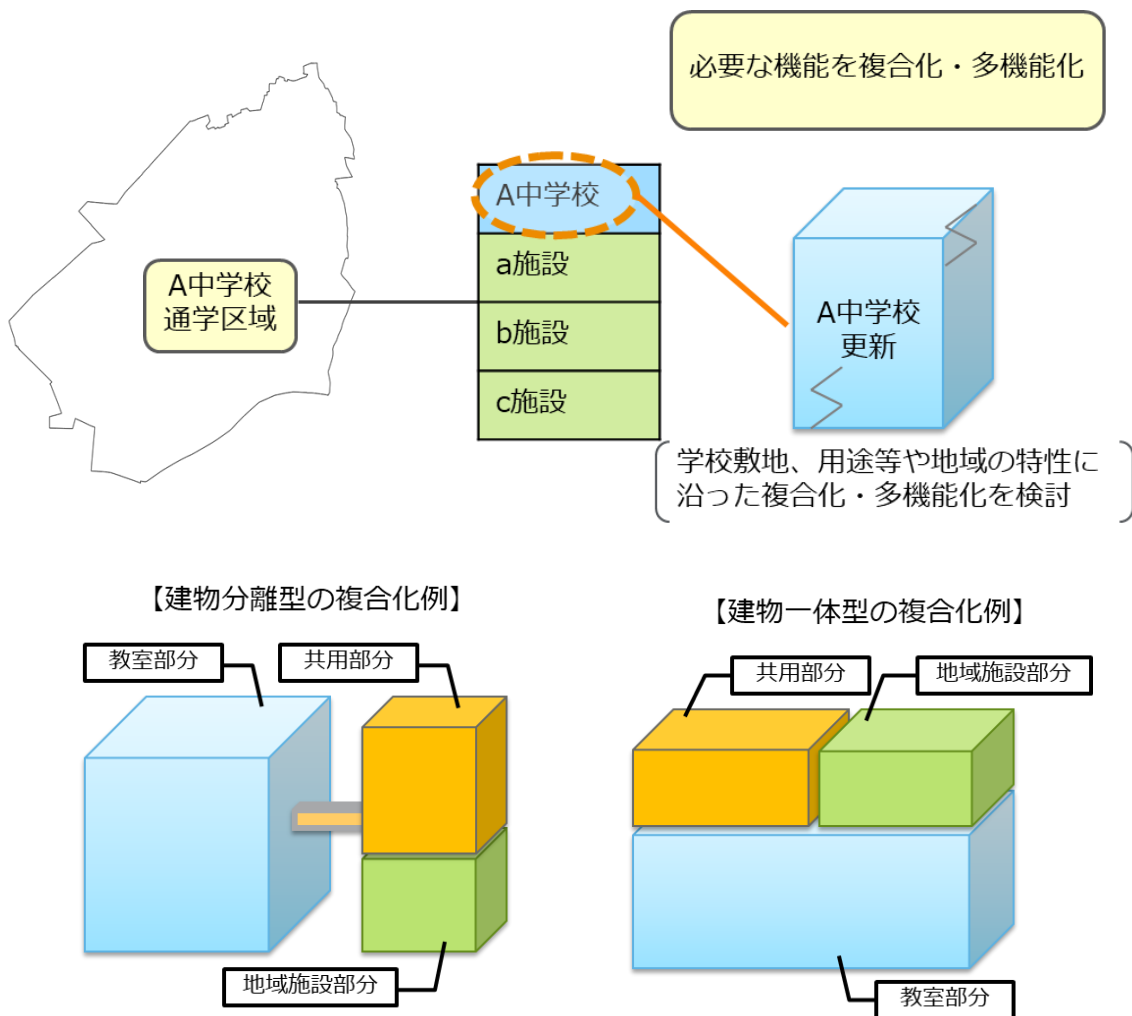 必要な機能を複合化・多機能化
A中学校
a施設
b施設
c施設
A中学校
通学区域
A中学校
更新
学校敷地、用途等や地域の特性に
沿った複合化・多機能化を検討
【建物分離型の複合化例】
教室部分
共用部分
地域施設部分
【建物一体型の複合化例】
共用部分
地域施設部分
教室部分